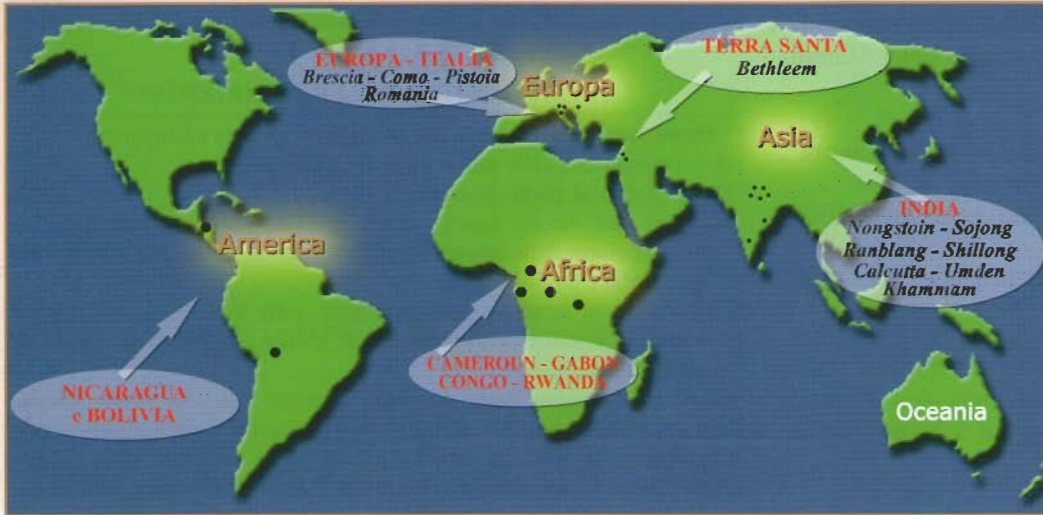 EUROPA - ITALIA
Brescia - Como - Pistoia
Romania
TERRA SANTA
Bethleem
Europa
Asia
INDIA
Nongstoin - Sojong
Ranblang - Shillong
Calcutta - Umden
Khammam
America
Africa
CAMEROUN - GABON
CONGO - RWANDA
NICARAGUA
e BOLIVIA
Oceania